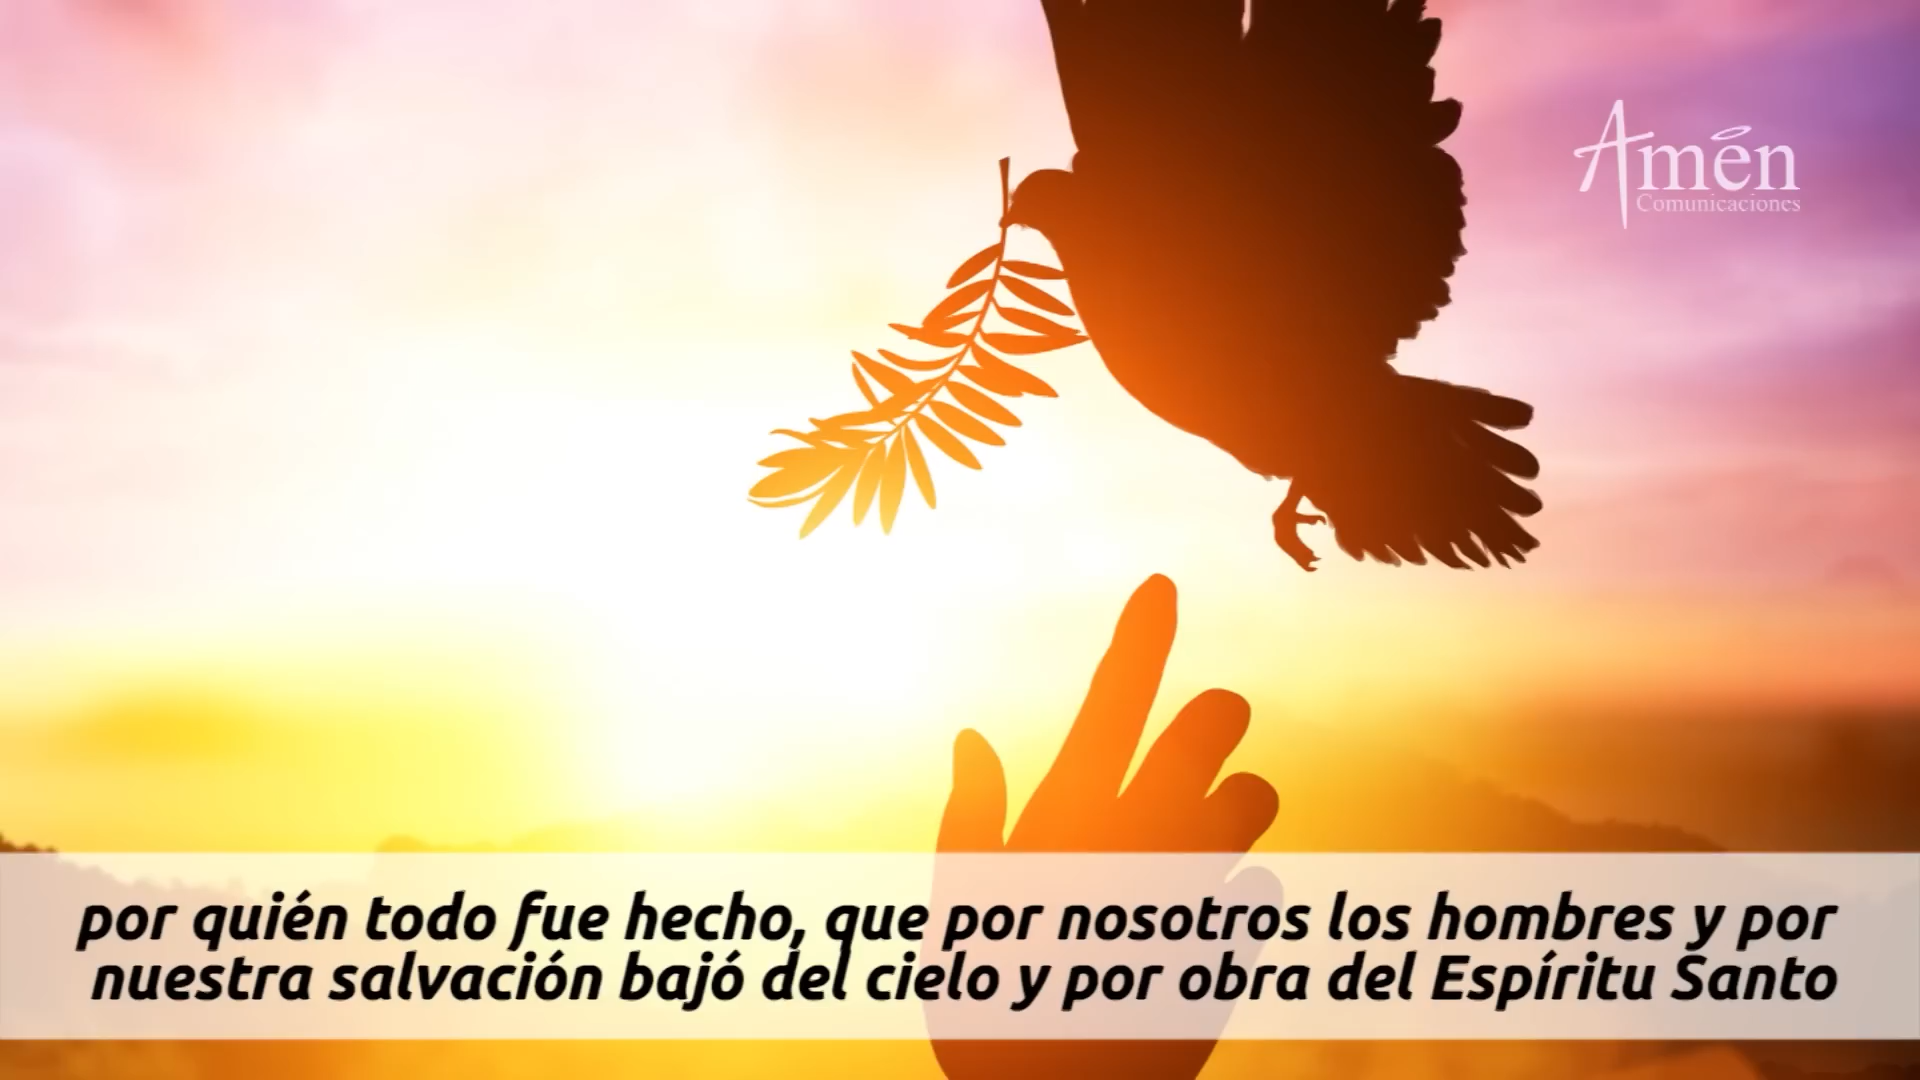 Amén
Comunicaciones
por quién todo fue hecho, que por nosotros los hombres y por
nuestra salvación bajó del cielo y por obra del Espíritu Santo